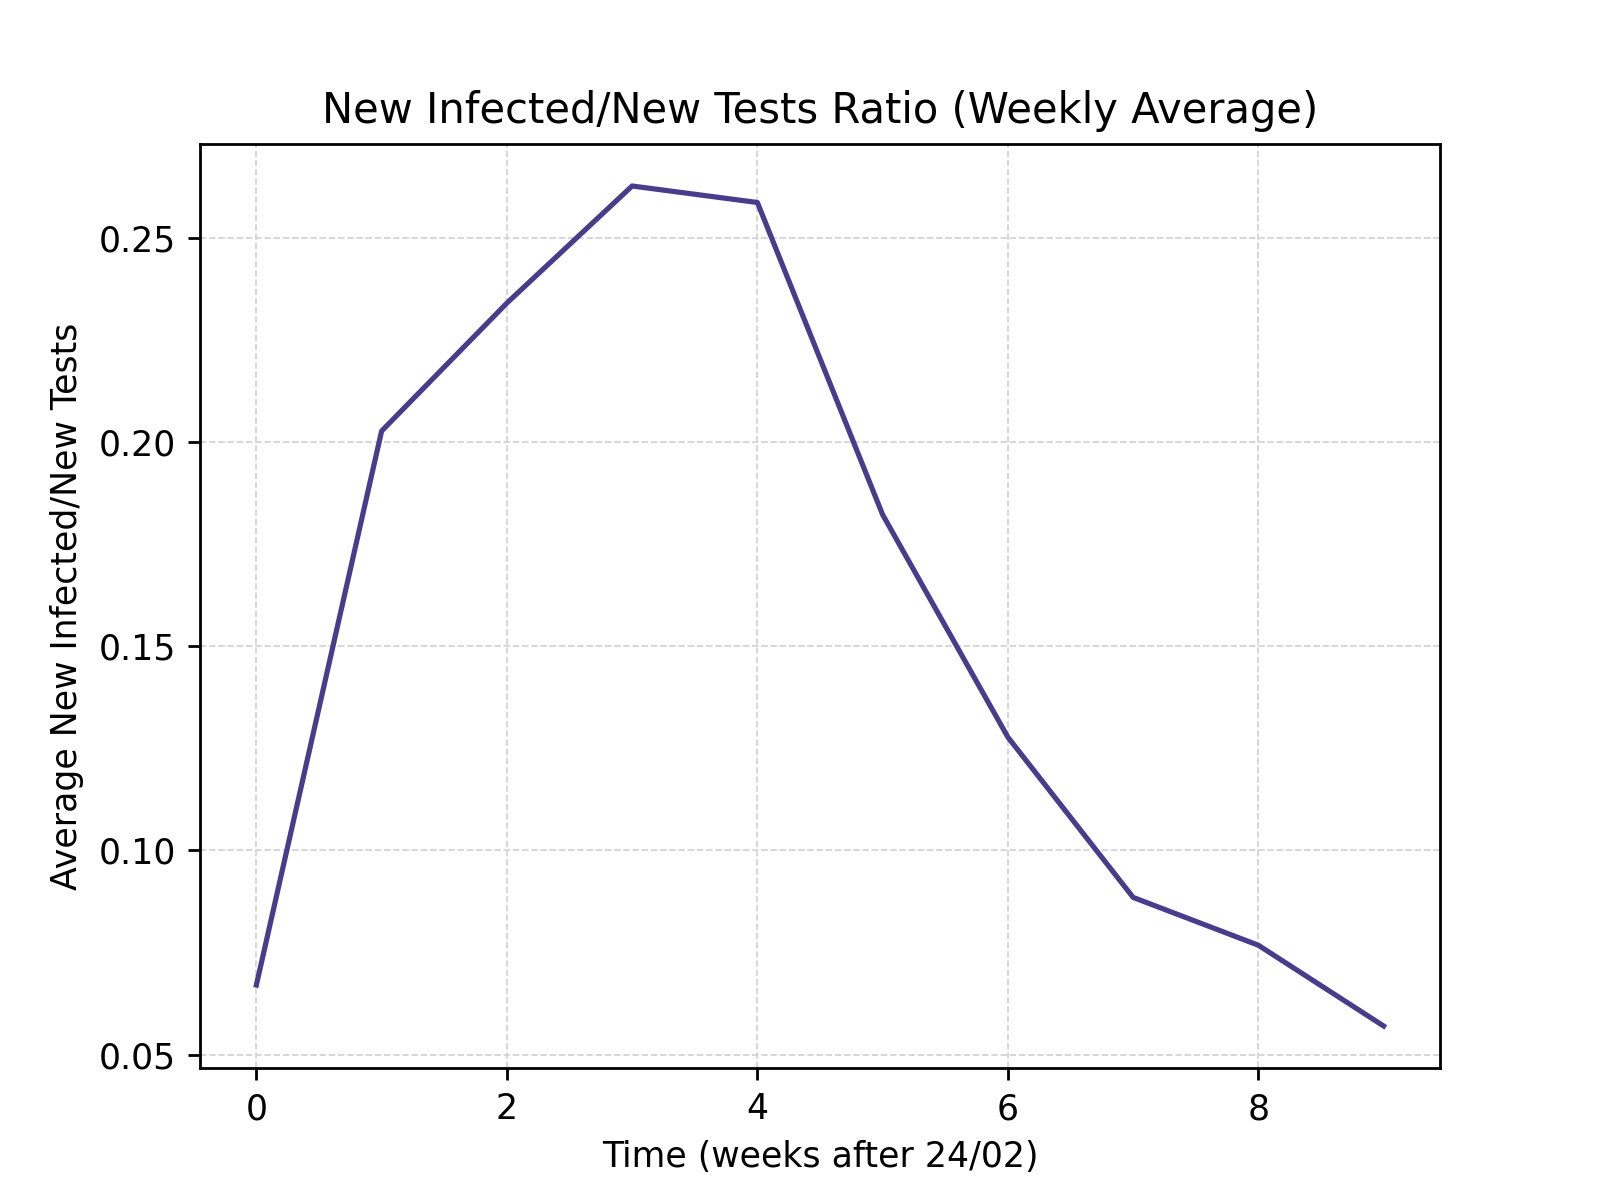 New Infected/New Tests Ratio (Weekly Average)
Average New Infected/New Tests
0.25
0.20
0.15
0.10
0.05
0 2 4 6 8
Time (weeks after 24/02)